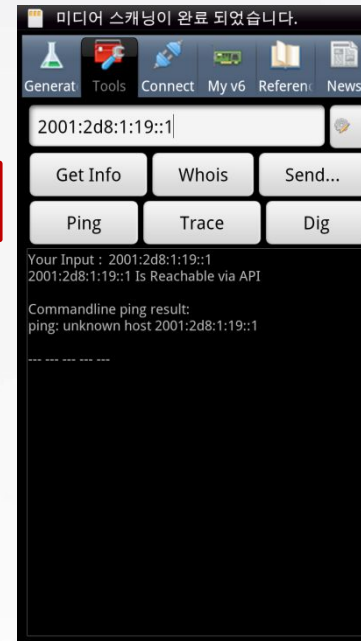 미디어 스캐닝이 완료 되었습니다.
Generat Tools Connect My v6 Referen News
2001:2d8:1:19::1
Get Info Whois Send...
Ping Trace Dig
Your Input : 2001:2d8:1:19::1
2001:2d8:1:19::1 Is Reachable via API
Commandline ping result:
ping: unknown host 2001:2d8:1:19::1
--- --- --- --- ---